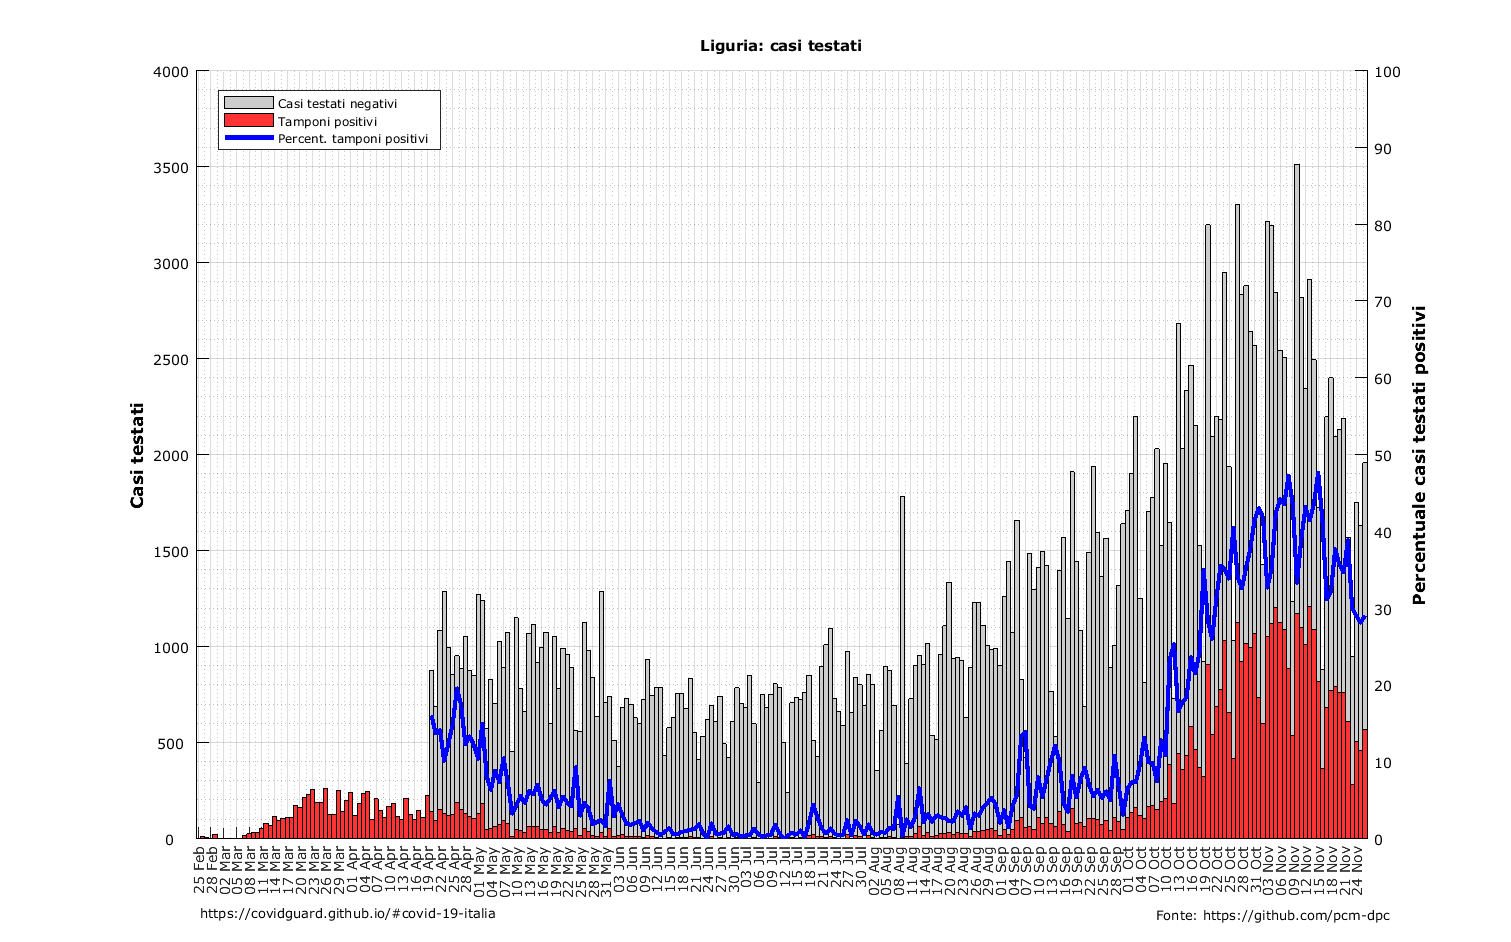 Liguria: casi testati
Casi testati negativi
Tamponi positivi
Percent. tamponi positivi
Casi testati
4000
3500
3000
2500
2000
1500
1000
500
0
100
90
80
70
60
50
40
30
20
10
0
Percentuale casi testati positivi
25 Feb
28 Feb
02 Mar
05 Mar
08 Mar
11 Mar
14 Mar
17 Mar
20 Mar
23 Mar
26 Mar
29 Mar
01 Apr
04 Apr
07 Apr
10 Apr
13 Apr
16 Apr
19 Apr
22 Apr
25 Apr
28 Apr
01 May
04 May
07 May
10 May
13 May
16 May
19 May
22 May
25 May
28 May
31 May
03 Jun
06 Jun
09 Jun
12 Jun
15 Jun
18 Jun
21 Jun
24 Jun
27 Jun
30 Jun
03 Jul
06 Jul
09 Jul
12 Jul
15 Jul
18 Jul
21 Jul
24 Jul
27 Jul
30 Jul
02 Aug
05 Aug
08 Aug
11 Aug
14 Aug
17 Aug
20 Aug
23 Aug
26 Aug
29 Aug
01 Sep
04 Sep
07 Sep
10 Sep
13 Sep
16 Sep
19 Sep
22 Sep
25 Sep
28 Sep
01 Oct
04 Oct
07 Oct
10 Oct
13 Oct
16 Oct
19 Oct
22 Oct
25 Oct
28 Oct
31 Oct
03 Nov
06 Nov
09 Nov
12 Nov
15 Nov
18 Nov
21 Nov
24 Nov
https://covidguard.github.io/#covid-19-italia
Fonte: https://github.com/pcm-dpc